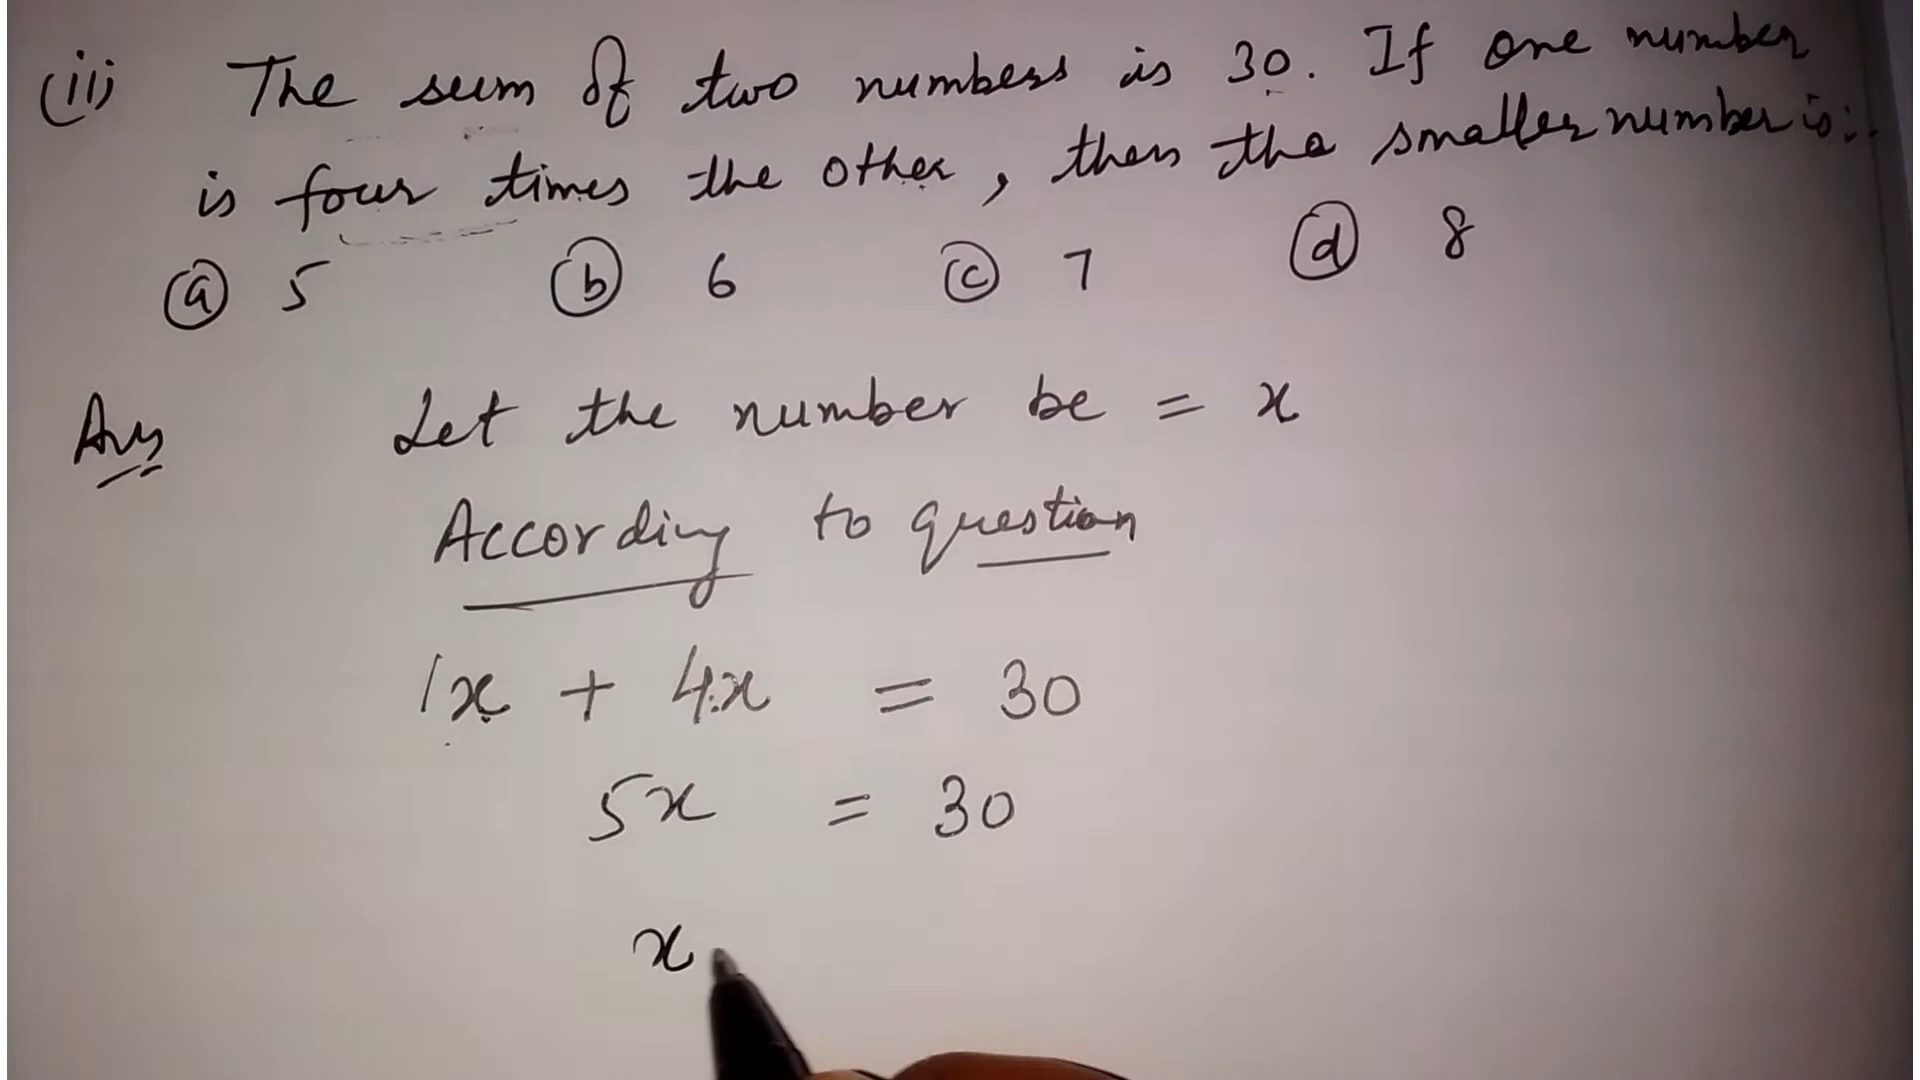 (ii) The sum of two numbers is 30. If one number
is four times the other, then the smaller number is:
(a) 5 (b) 6 (c) 7 (d) 8
Ans Let the number be = x
According to question
1x + 4x = 30
5x = 30
x